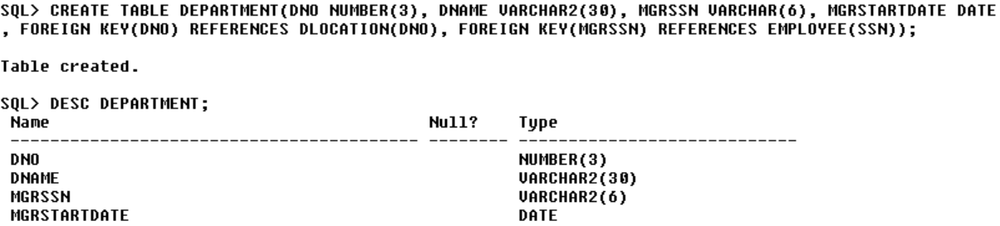 SQL> CREATE TABLE DEPARTMENT(DNO NUMBER(3), DNAME VARCHAR2(30), MGRSSN VARCHAR(6), MGRSTARTDATE DATE
, FOREIGN KEY(DNO) REFERENCES DLOCATION(DNO), FOREIGN KEY(MGRSSN) REFERENCES EMPLOYEE(SSN));
Table created.
SQL> DESC DEPARTMENT;
Name Null? Type
----------------------------------------- -------- ----------------------------
DNO NUMBER(3)
DNAME VARCHAR2(30)
MGRSSN VARCHAR2(6)
MGRSTARTDATE DATE